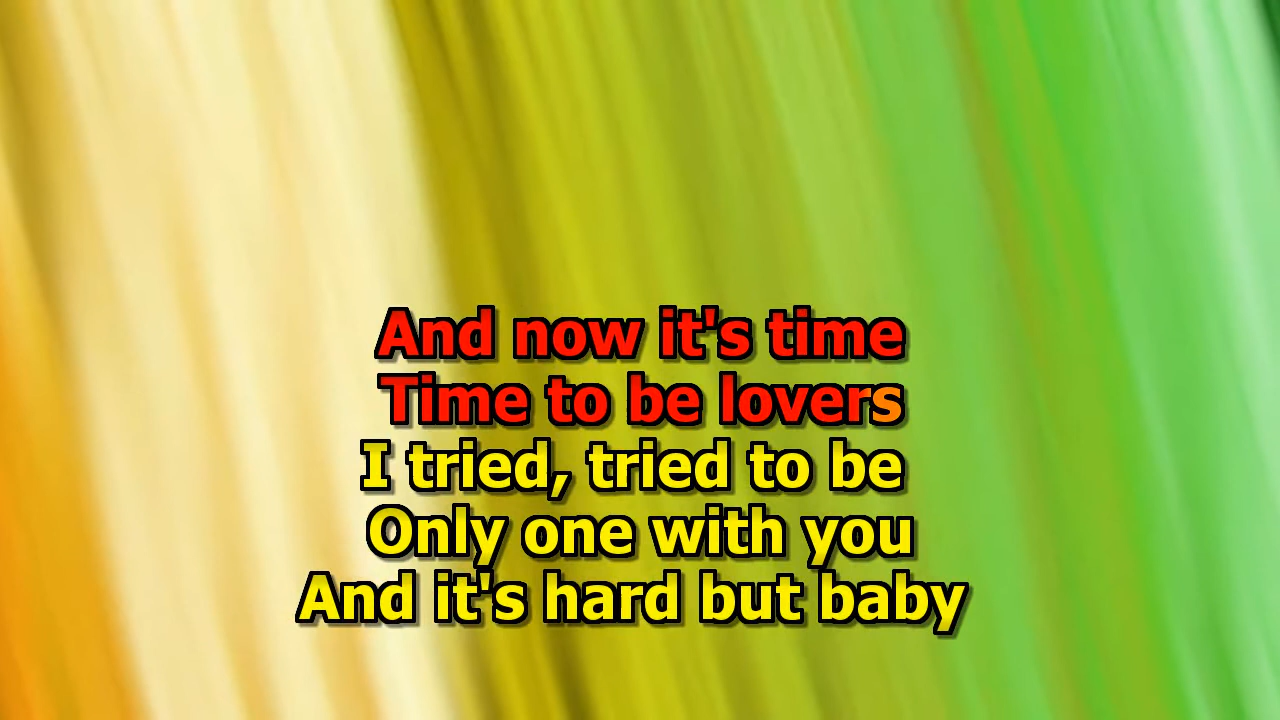 And now it's time
Time to be lovers
I tried, tried to be
Only one with you
And it's hard but baby